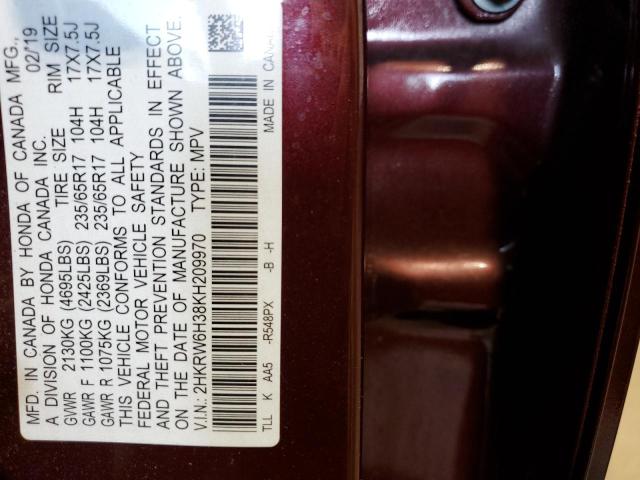 MFD. IN CANADA BY HONDA OF CANADA MFG.,
A DIVISION OF HONDA CANADA INC. 02/19
GVWR 2130KG (4695LBS) TIRE SIZE RIM SIZE
GAWR F 1100KG (2425LBS) 235/65R17 104H 17X7.5J
GAWR R 1075KG (2369LBS) 235/65R17 104H 17X7.5J
THIS VEHICLE CONFORMS TO ALL APPLICABLE
FEDERAL MOTOR VEHICLE SAFETY
AND THEFT PREVENTION STANDARDS IN EFFECT
ON THE DATE OF MANUFACTURE SHOWN ABOVE.
V.I.N.: 2HKRW6H38KH209970 TYPE: MPV
TLL K AA5 -R548PX -B -H MADE IN CANADA